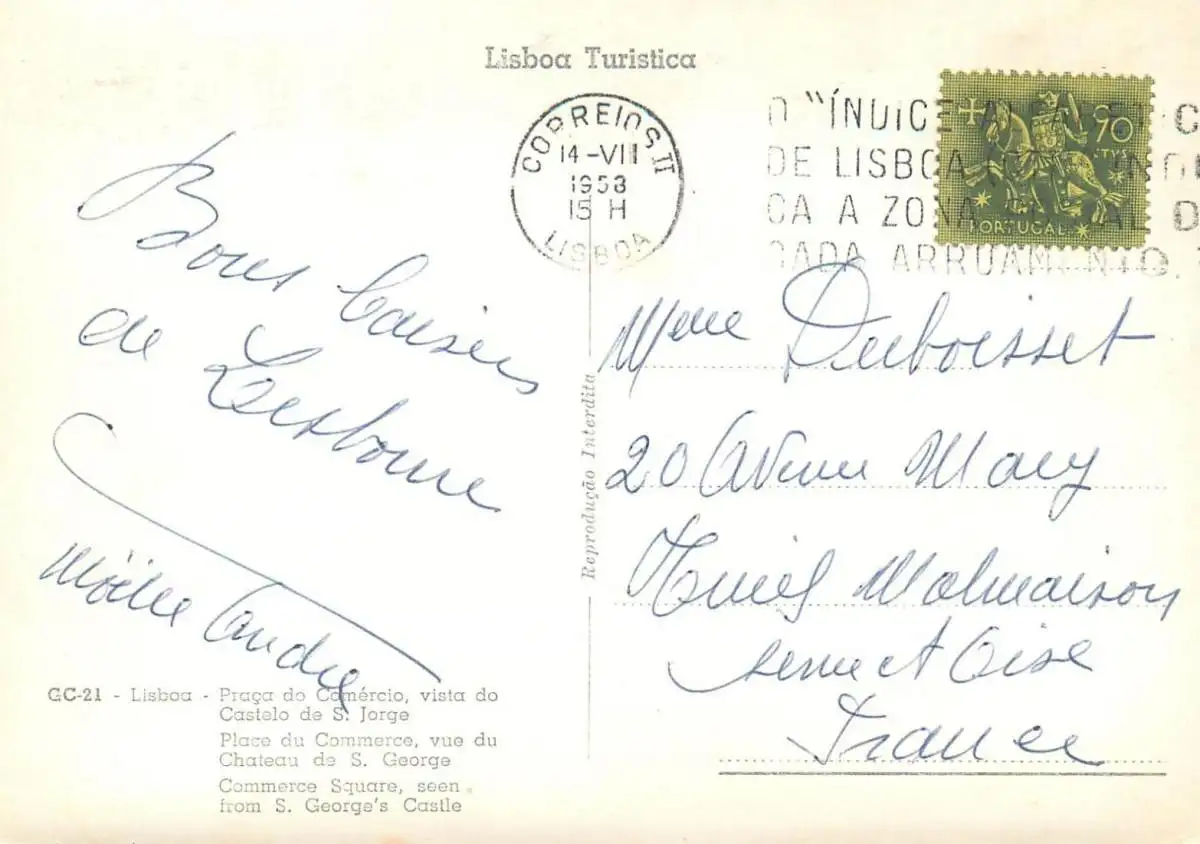 Lisboa Turistica
CORREIOS II
14-VIII
1958
15 H
LISBOA
O "ÍNDICE
DE LISBOA
CA A ZONA
CADA ARRUAMENTO.
90
CTVS
PORTUGAL
Bons baisers
de Lisbonne
André
Mme Duboisset
20 Avenue Mary
Rueil Malmaison
Seine et Oise
France
Reprodução Interdita
GC-21 - Lisboa - Praça do Comércio, vista do
Castelo de S. Jorge
Place du Commerce, vue du
Chateau de S. George
Commerce Square, seen
from S. George's Castle